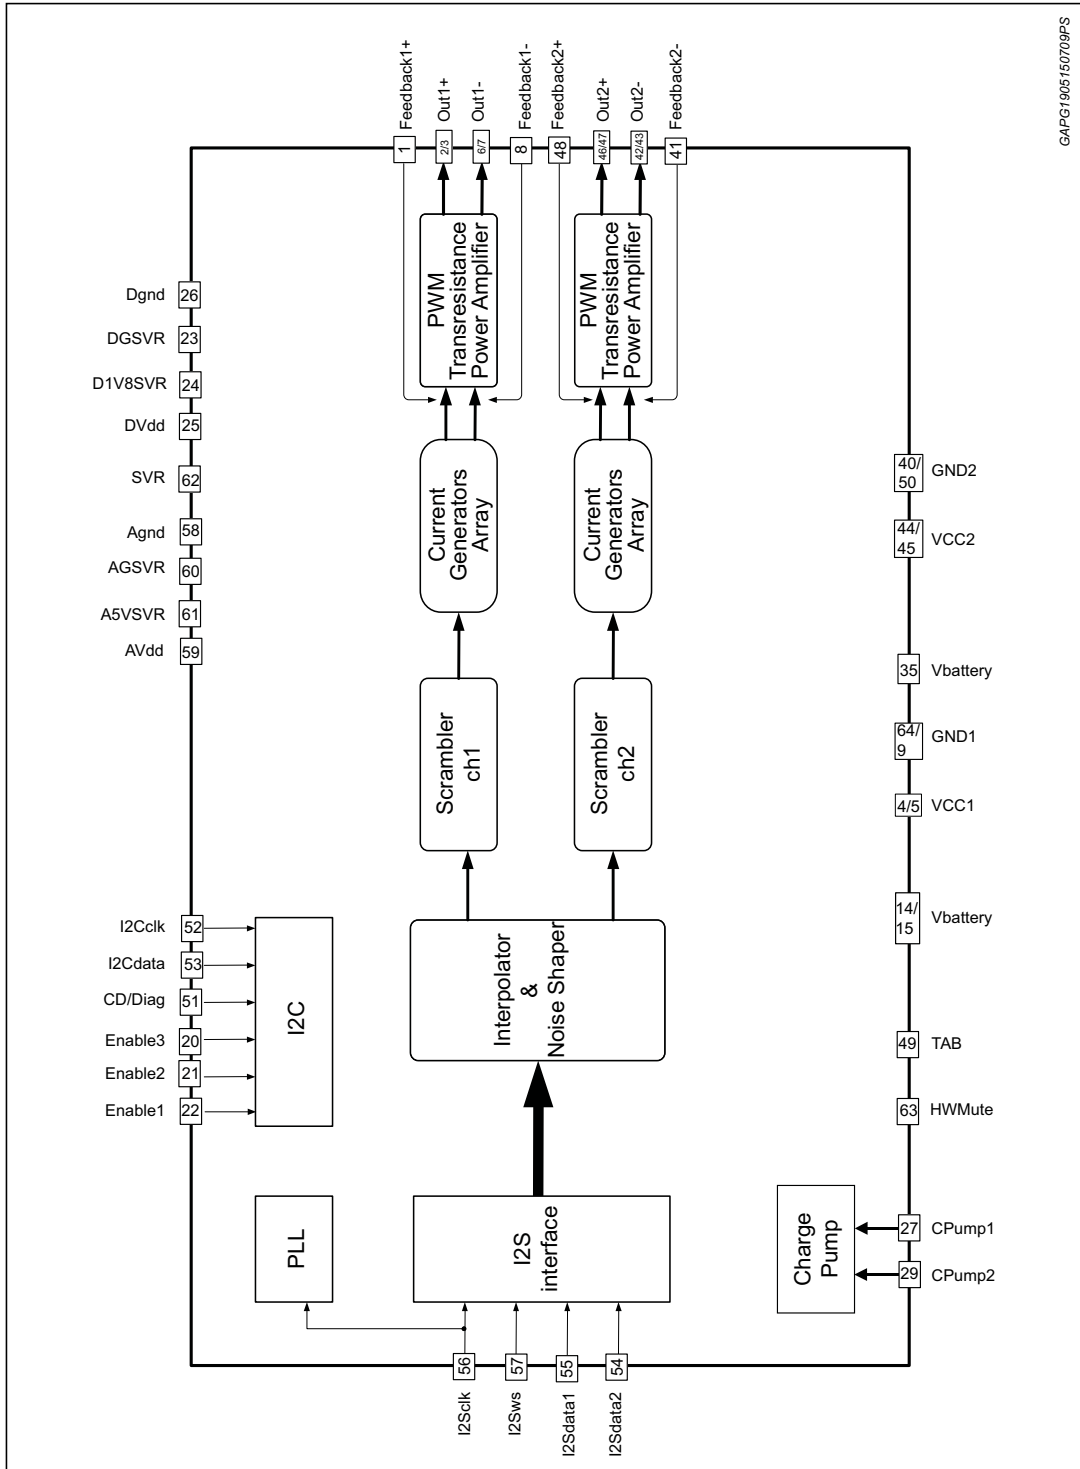 GAPG1905150709PS
Feedback1+
Out1+
Out1-
Feedback1-
Feedback2+
Out2+
Out2-
Feedback2-
1
2/3
6/7
8
48
46/47
42/43
41
PWM
Transresistance
Power Amplifier
PWM
Transresistance
Power Amplifier
Current
Generators
Array
Current
Generators
Array
Scrambler
ch1
Scrambler
ch2
Interpolator
&
Noise Shaper
I2S
interface
PLL
I2C
Charge
Pump
Dgnd 26
DGSVR 23
D1V8SVR 24
DVdd 25
SVR 62
Agnd 58
AGSVR 60
A5VSVR 61
AVdd 59
I2Cclk 52
I2Cdata 53
CD/Diag 51
Enable3 20
Enable2 21
Enable1 22
40/
50
GND2
44/
45
VCC2
35 Vbattery
64/
9
GND1
4/5 VCC1
14/
15
Vbattery
49 TAB
63 HWMute
27 CPump1
29 CPump2
56
57
55
54
I2Sclk
I2Sws
I2Sdata1
I2Sdata2